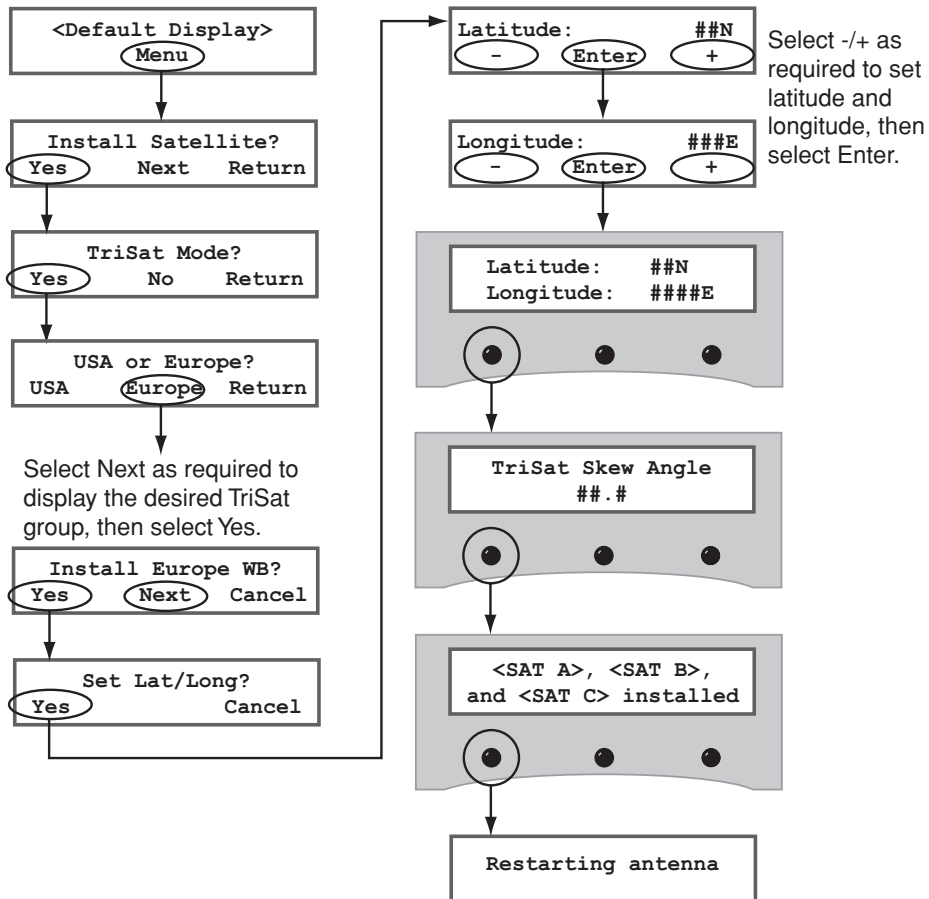 <Default Display>
Menu
Install Satellite?
Yes Next Return
TriSat Mode?
Yes No Return
USA or Europe?
USA Europe Return
Select Next as required to
display the desired TriSat
group, then select Yes.
Install Europe WB?
Yes Next Cancel
Set Lat/Long?
Yes Cancel
Latitude: ##N
- Enter +
Longitude: ###E
- Enter +
Select -/+ as
required to set
latitude and
longitude, then
select Enter.
Latitude: ##N
Longitude: ####E
TriSat Skew Angle
##.#
<SAT A>, <SAT B>,
and <SAT C> installed
Restarting antenna